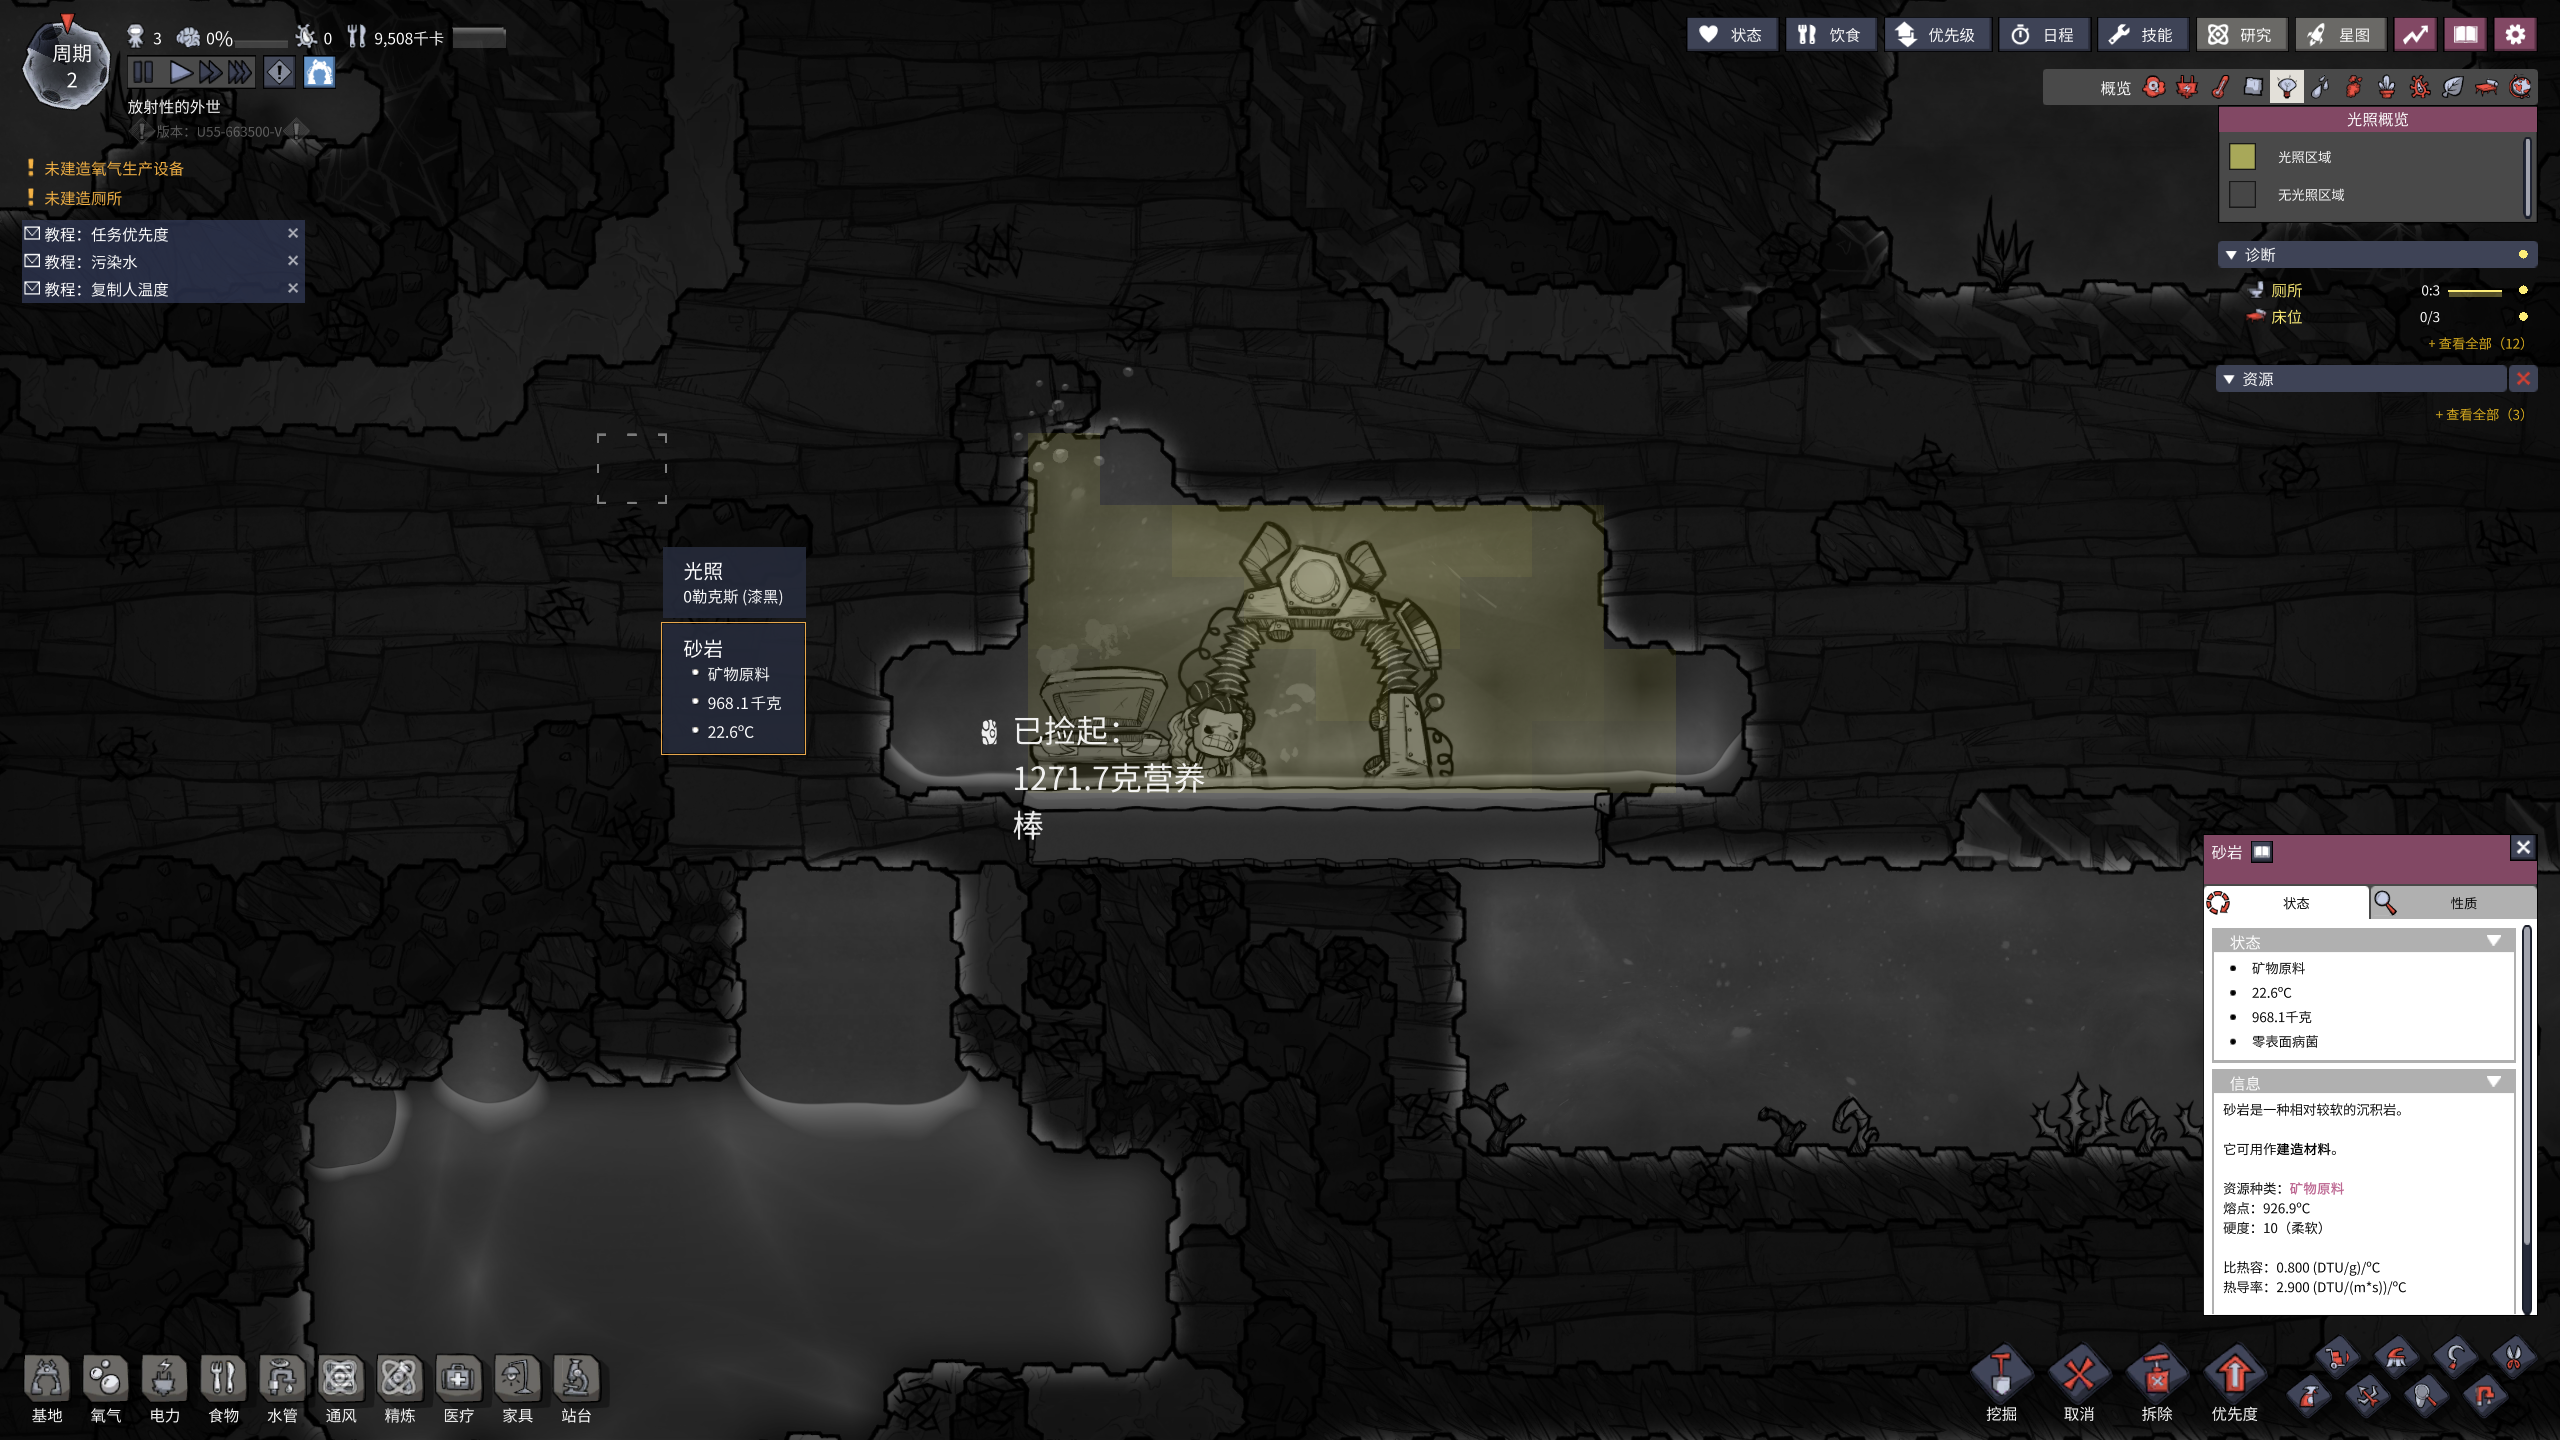 周期
2
3
0%
0
9,508千卡
放射性的外世
版本: U55-663500-V
未建造氧气生产设备
未建造厕所
教程: 任务优先度
教程: 污染水
教程: 复制人温度
状态
饮食
优先级
日程
技能
研究
星图
概览
光照概览
光照区域
无光照区域
诊断
厕所
0:3
床位
0/3
+ 查看全部（12）
资源
+ 查看全部（3）
光照
0勒克斯 (漆黑)
砂岩
矿物原料
968.1千克
22.6ºC
已捡起:
1271.7克营养
棒
砂岩
状态
性质
状态
矿物原料
22.6ºC
968.1千克
零表面病菌
信息
砂岩是一种相对较软的沉积岩。
它可用作建造材料。
资源种类: 矿物原料
熔点: 926.9ºC
硬度: 10（柔软）
比热容: 0.800 (DTU/g)/ºC
热导率: 2.900 (DTU/(m*s))/ºC
基地
氧气
电力
食物
水管
通风
精炼
医疗
家具
站台
挖掘
取消
拆除
优先度